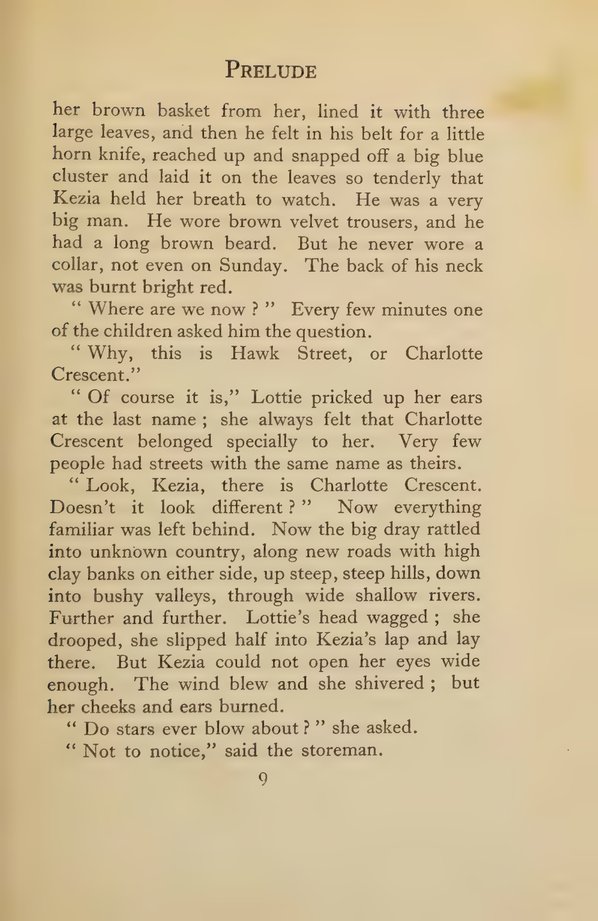 PRELUDE
her brown basket from her, lined it with three
large leaves, and then he felt in his belt for a little
horn knife, reached up and snapped off a big blue
cluster and laid it on the leaves so tenderly that
Kezia held her breath to watch. He was a very
big man. He wore brown velvet trousers, and he
had a long brown beard. But he never wore a
collar, not even on Sunday. The back of his neck
was burnt bright red.
“ Where are we now ? ” Every few minutes one
of the children asked him the question.
“ Why, this is Hawk Street, or Charlotte
Crescent.”
“ Of course it is,” Lottie pricked up her ears
at the last name ; she always felt that Charlotte
Crescent belonged specially to her. Very few
people had streets with the same name as theirs.
“ Look, Kezia, there is Charlotte Crescent.
Doesn’t it look different ? ” Now everything
familiar was left behind. Now the big dray rattled
into unknown country, along new roads with high
clay banks on either side, up steep, steep hills, down
into bushy valleys, through wide shallow rivers.
Further and further. Lottie’s head wagged ; she
drooped, she slipped half into Kezia’s lap and lay
there. But Kezia could not open her eyes wide
enough. The wind blew and she shivered ; but
her cheeks and ears burned.
“ Do stars ever blow about ? ” she asked.
“ Not to notice,” said the storeman.
9